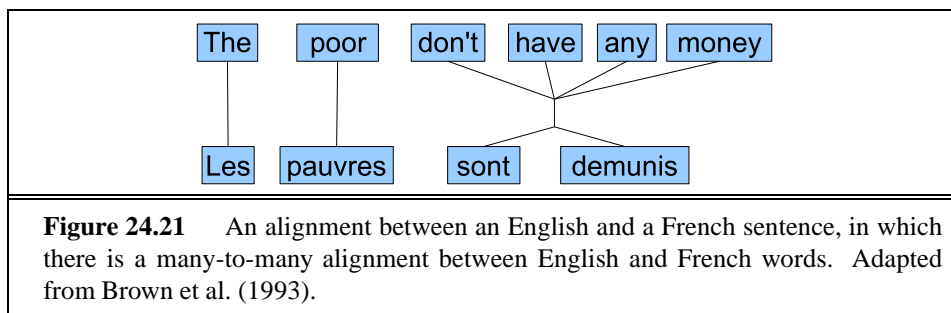 The poor don't have any money
Les pauvres sont demunis
Figure 24.21 An alignment between an English and a French sentence, in which
there is a many-to-many alignment between English and French words. Adapted
from Brown et al. (1993).